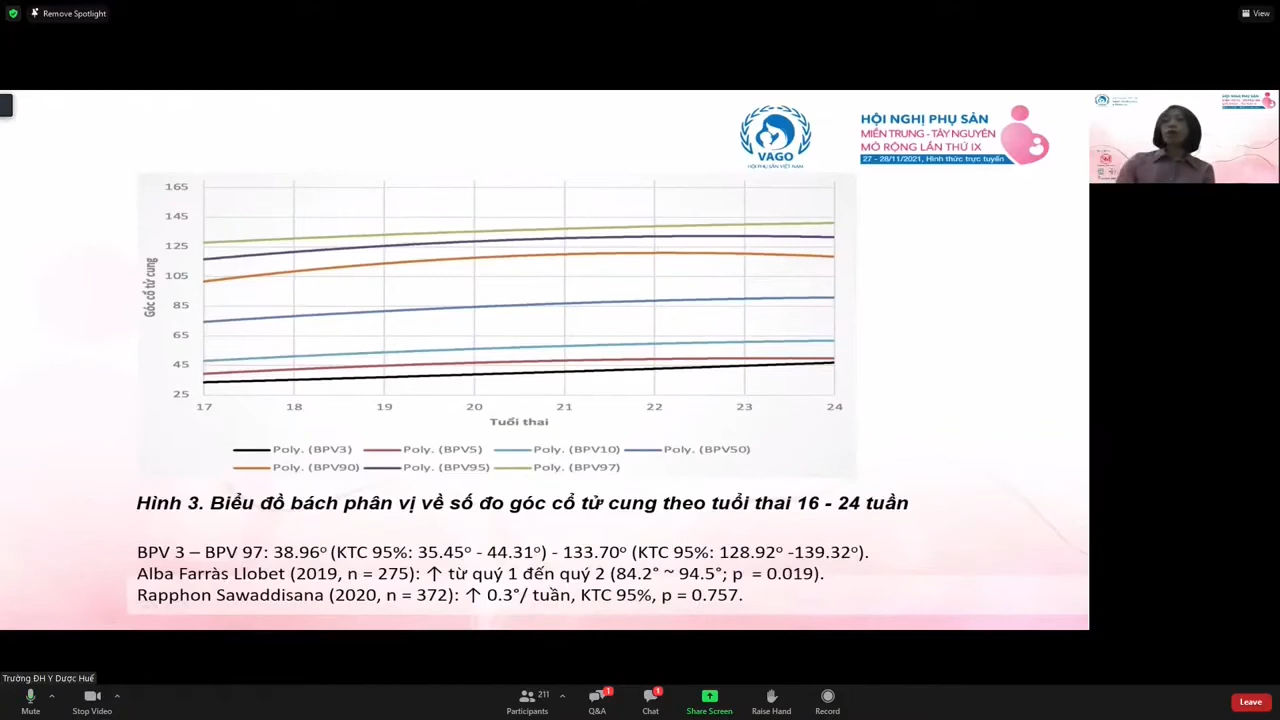 Remove Spotlight
View
VAGO
HỘI PHỤ SẢN VIỆT NAM
HỘI NGHỊ PHỤ SẢN
MIỀN TRUNG - TÂY NGUYÊN
MỞ RỘNG LẦN THỨ IX
27 - 28/11/2021, Hình thức trực tuyến
165
145
125
105
85
65
45
25
Góc cổ tử cung
17 18 19 20 21 22 23 24
Tuổi thai
Poly. (BPV3) Poly. (BPV5) Poly. (BPV10) Poly. (BPV50)
Poly. (BPV90) Poly. (BPV95) Poly. (BPV97)
Hình 3. Biểu đồ bách phân vị về số đo góc cổ tử cung theo tuổi thai 16 - 24 tuần
BPV 3 – BPV 97: 38.96º (KTC 95%: 35.45º - 44.31º) - 133.70º (KTC 95%: 128.92º -139.32º).
Alba Farràs Llobet (2019, n = 275): ↑ từ quý 1 đến quý 2 (84.2° ~ 94.5°; p = 0.019).
Rapphon Sawaddisana (2020, n = 372): ↑ 0.3°/ tuần, KTC 95%, p = 0.757.
Trường ĐH Y Dược Huế
Mute
Stop Video
211
Participants
1
Q&A
1
Chat
Share Screen
Raise Hand
Record
Leave